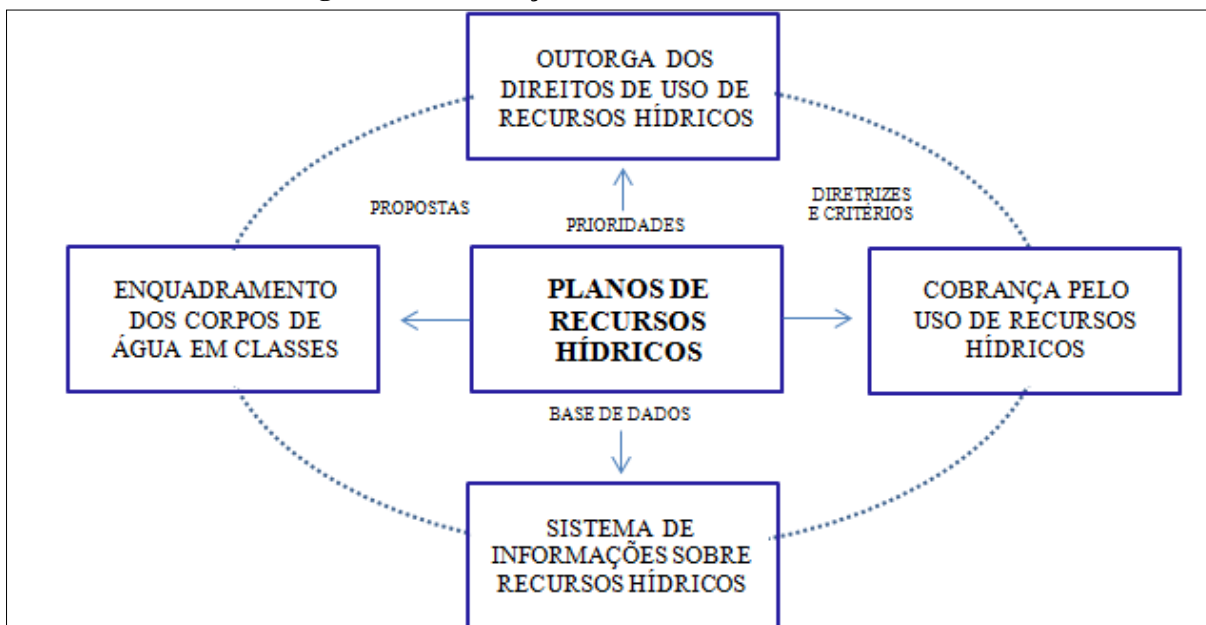 OUTORGA DOS
DIREITOS DE USO DE
RECURSOS HÍDRICOS
PROPOSTAS
PRIORIDADES
DIRETRIZES
E CRITÉRIOS
ENQUADRAMENTO
DOS CORPOS DE
ÁGUA EM CLASSES
PLANOS DE
RECURSOS
HÍDRICOS
COBRANÇA PELO
USO DE RECURSOS
HÍDRICOS
BASE DE DADOS
SISTEMA DE
INFORMAÇÕES SOBRE
RECURSOS HÍDRICOS